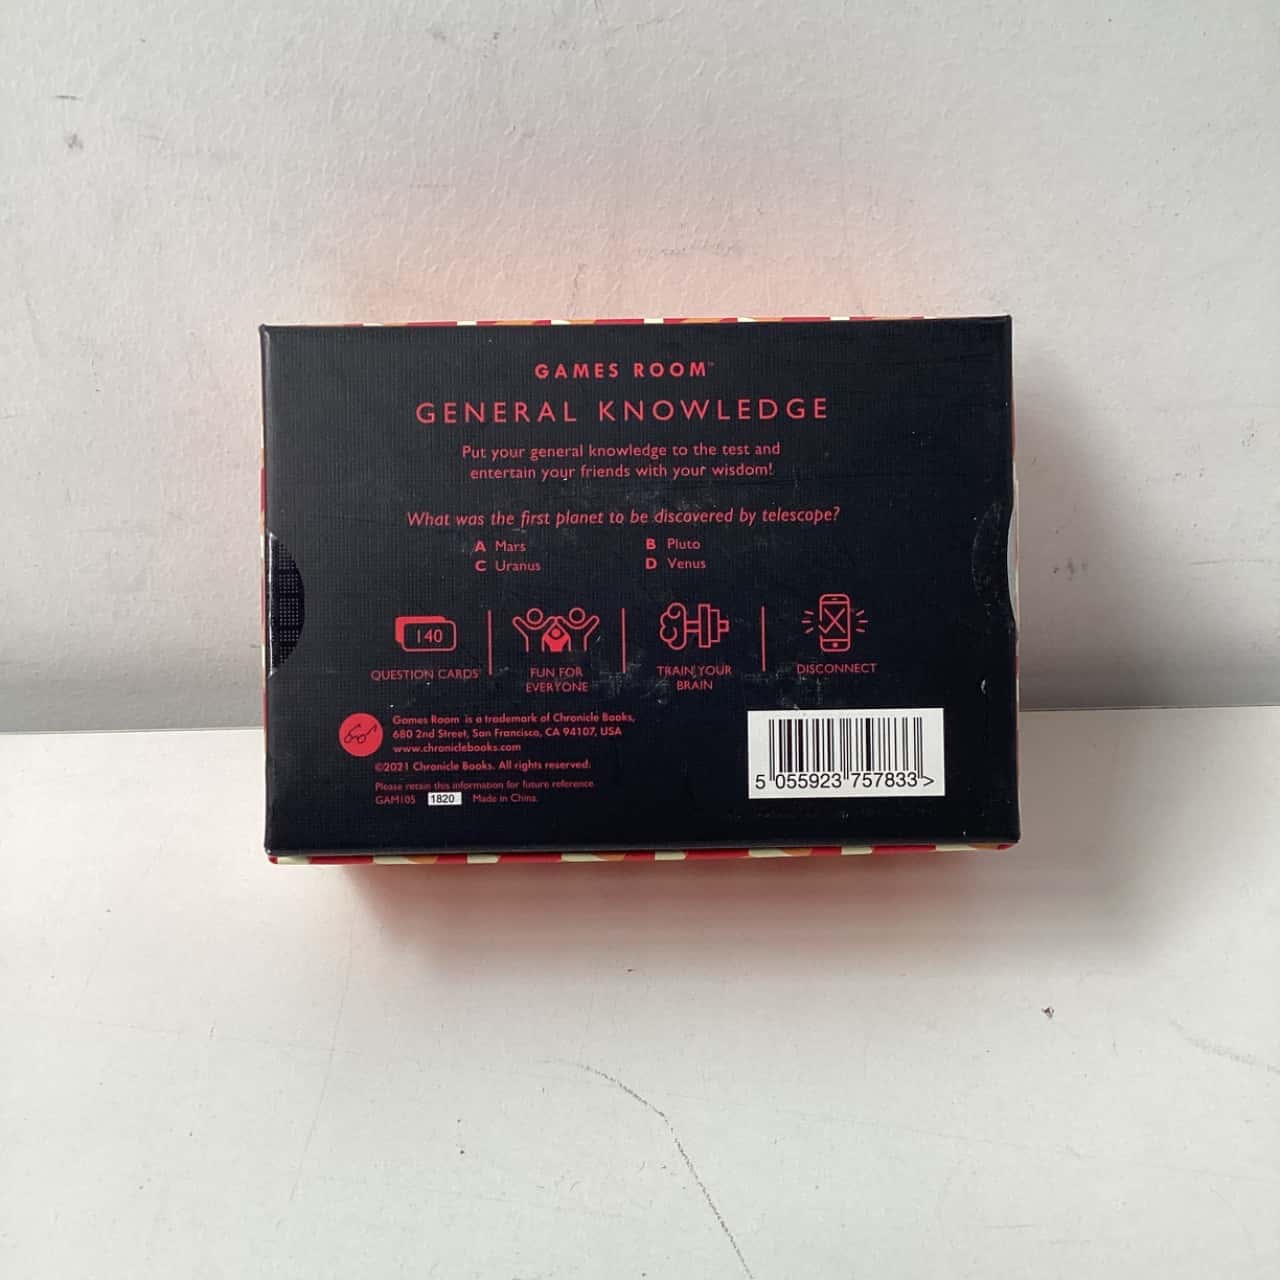 GAMES ROOM™
GENERAL KNOWLEDGE
Put your general knowledge to the test and
entertain your friends with your wisdom!
What was the first planet to be discovered by telescope?
A Mars B Pluto
C Uranus D Venus
140
QUESTION CARDS
FUN FOR
EVERYONE
TRAIN YOUR
BRAIN
DISCONNECT
Games Room is a trademark of Chronicle Books,
680 2nd Street, San Francisco, CA 94107, USA
www.chroniclebooks.com
©2021 Chronicle Books. All rights reserved.
Please retain this information for future reference
GAM105 1820 Made in China.
5 055923 757833 >